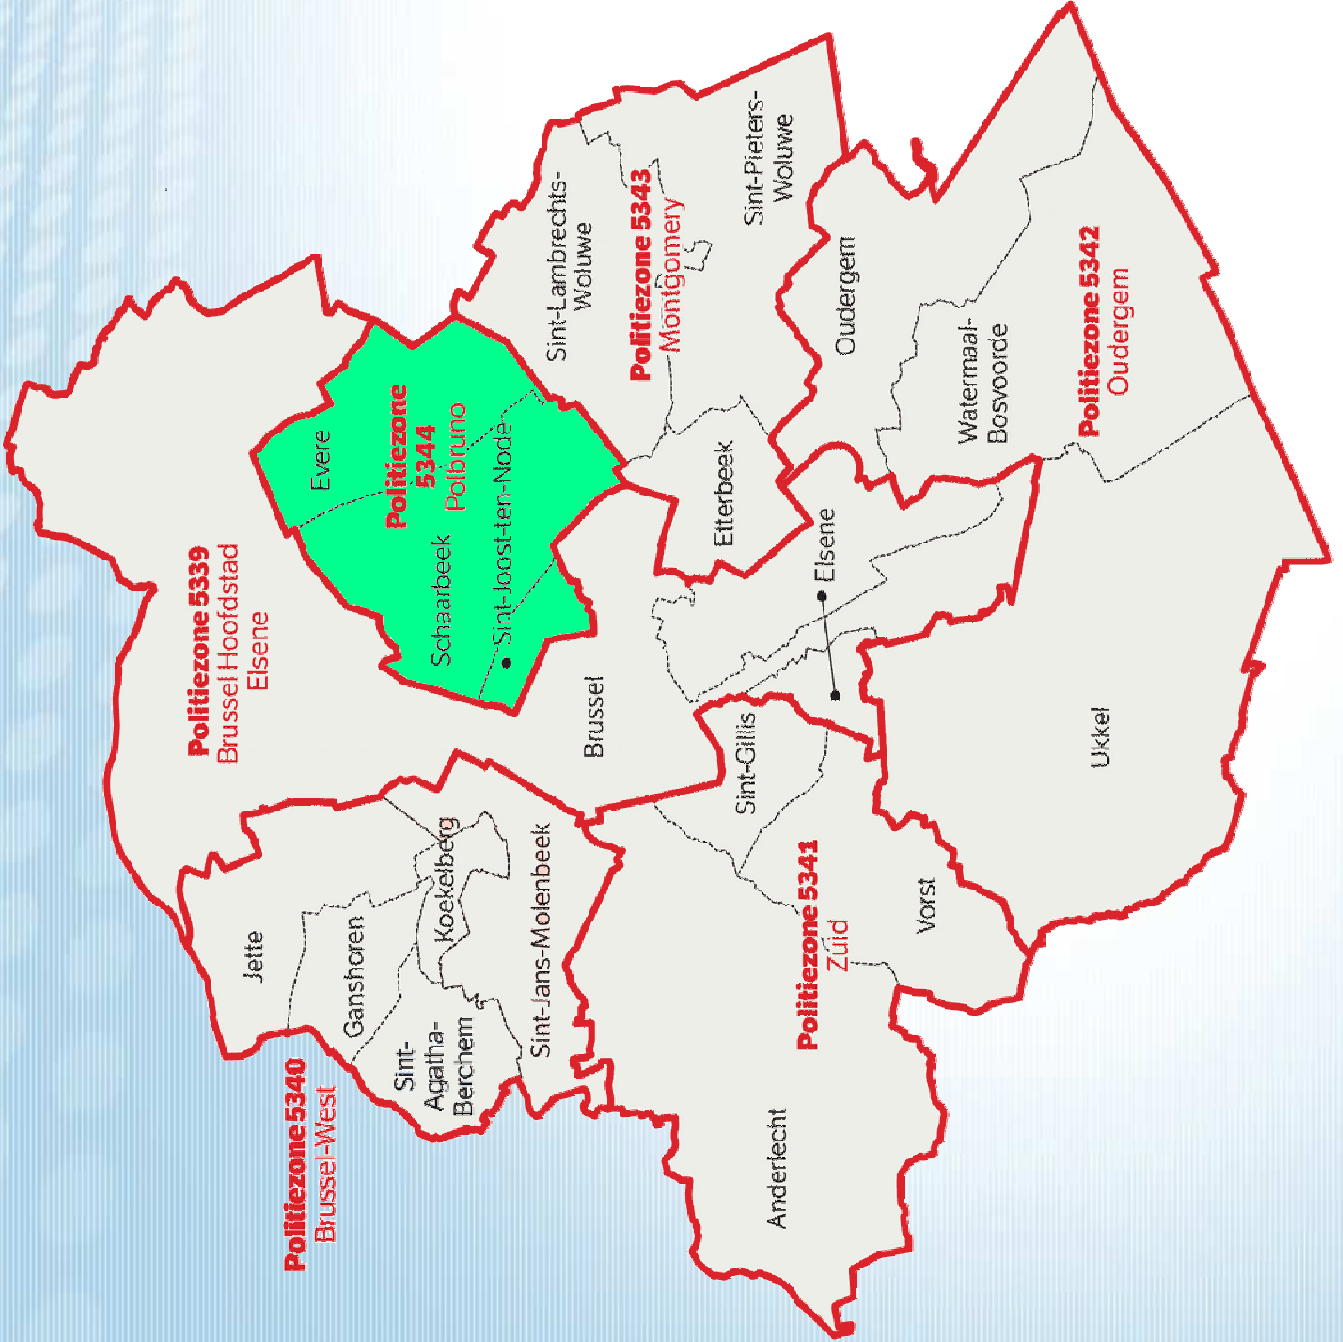 Politiezone 5339
Brussel Hoofdstad
Elsene
Evere
Politiezone
5344
Polbruno
Schaarbeek
Sint-Joost-ten-Node
Sint-Lambrechts-
Woluwe
Politiezone 5343
Montgomery
Sint-Pieters-
Woluwe
Etterbeek
Oudergem
Watermaal-
Bosvoorde
Politiezone 5342
Oudergem
Elsene
Brussel
Ukkel
Sint-Gillis
Politiezone 5341
Zuid
Vorst
Anderlecht
Jette
Ganshoren
Koekelberg
Sint-Jans-Molenbeek
Sint-
Agatha-
Berchem
Politiezone 5340
Brussel-West